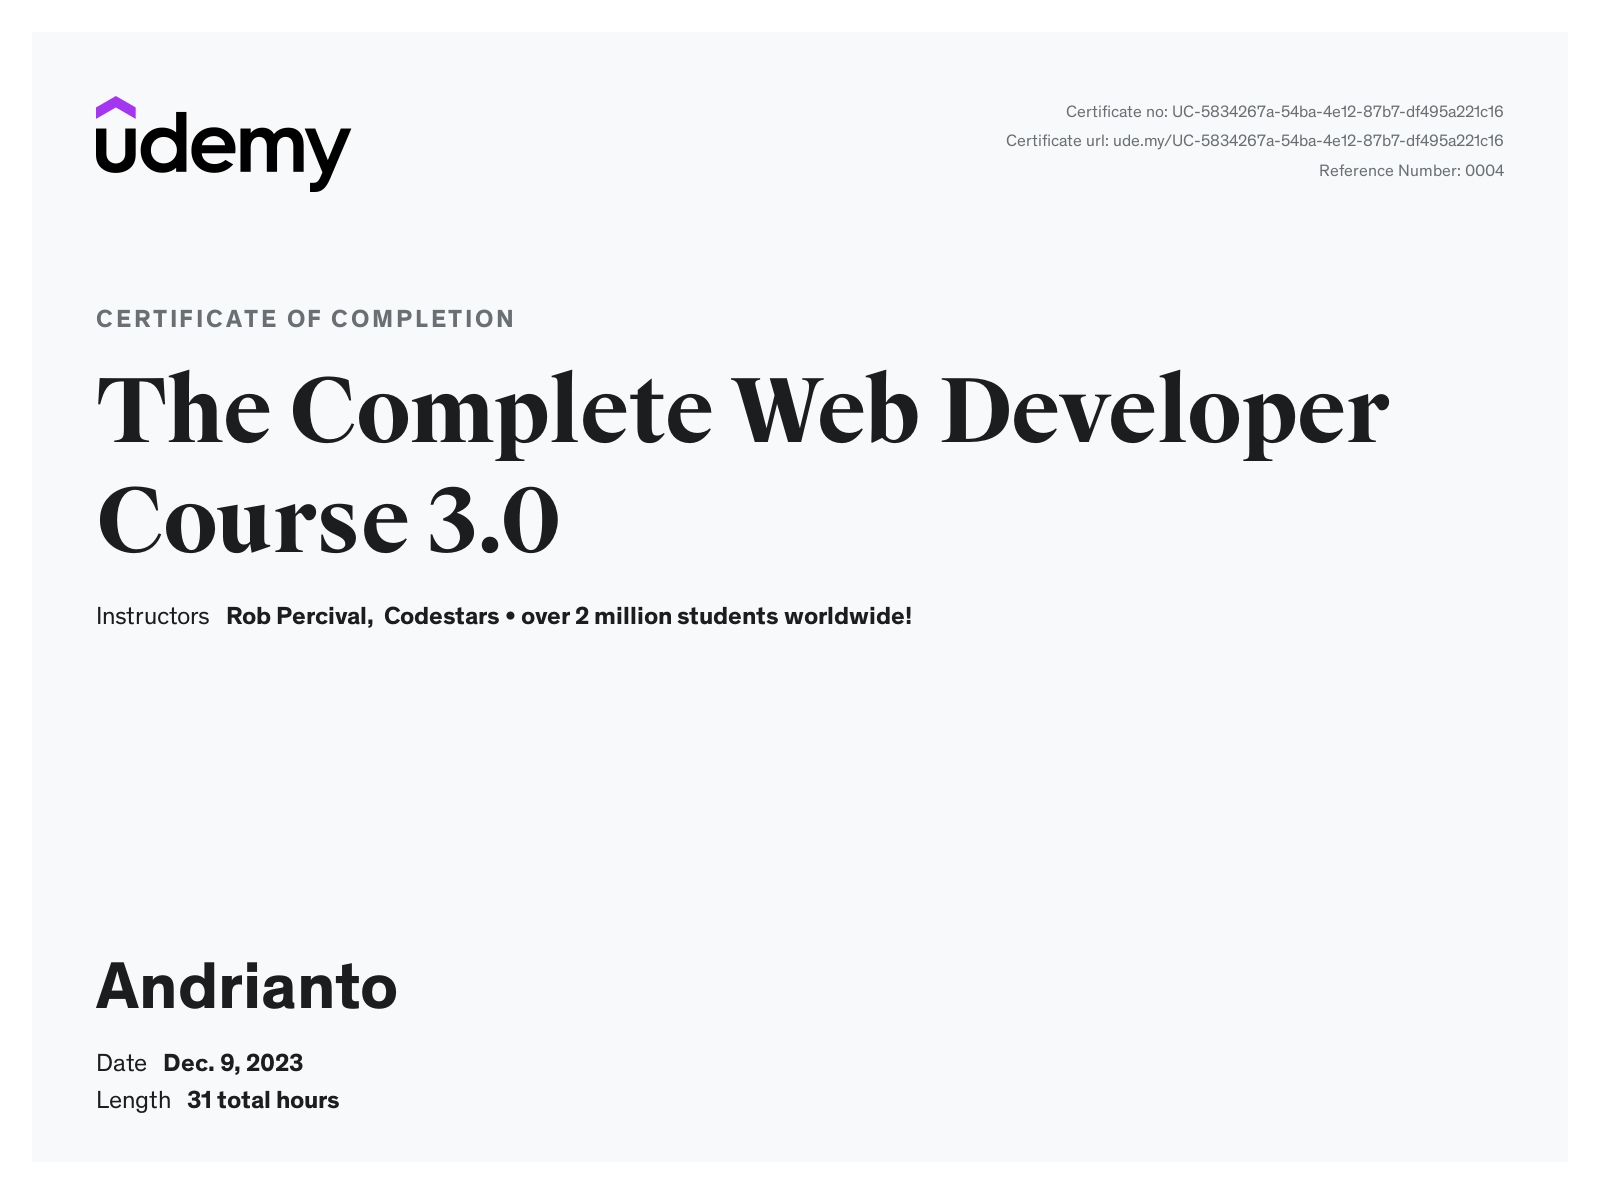 udemy
Certificate no: UC-5834267a-54ba-4e12-87b7-df495a221c16
Certificate url: ude.my/UC-5834267a-54ba-4e12-87b7-df495a221c16
Reference Number: 0004
CERTIFICATE OF COMPLETION
The Complete Web Developer
Course 3.0
Instructors Rob Percival, Codestars • over 2 million students worldwide!
Andrianto
Date Dec. 9, 2023
Length 31 total hours